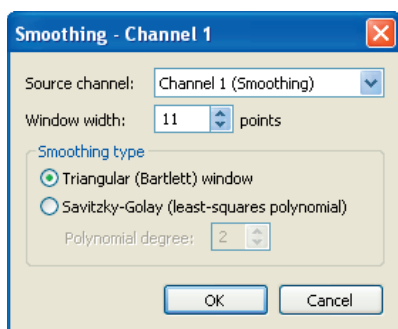 Smoothing - Channel 1
Source channel: Channel 1 (Smoothing)
Window width: 11 points
Smoothing type
Triangular (Bartlett) window
Savitzky-Golay (least-squares polynomial)
Polynomial degree: 2
OK Cancel